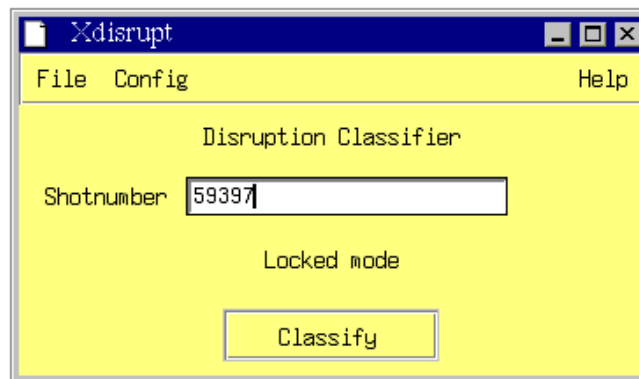 Xdisrupt
File Config Help
Disruption Classifier
Shotnumber 59397
Locked mode
Classify